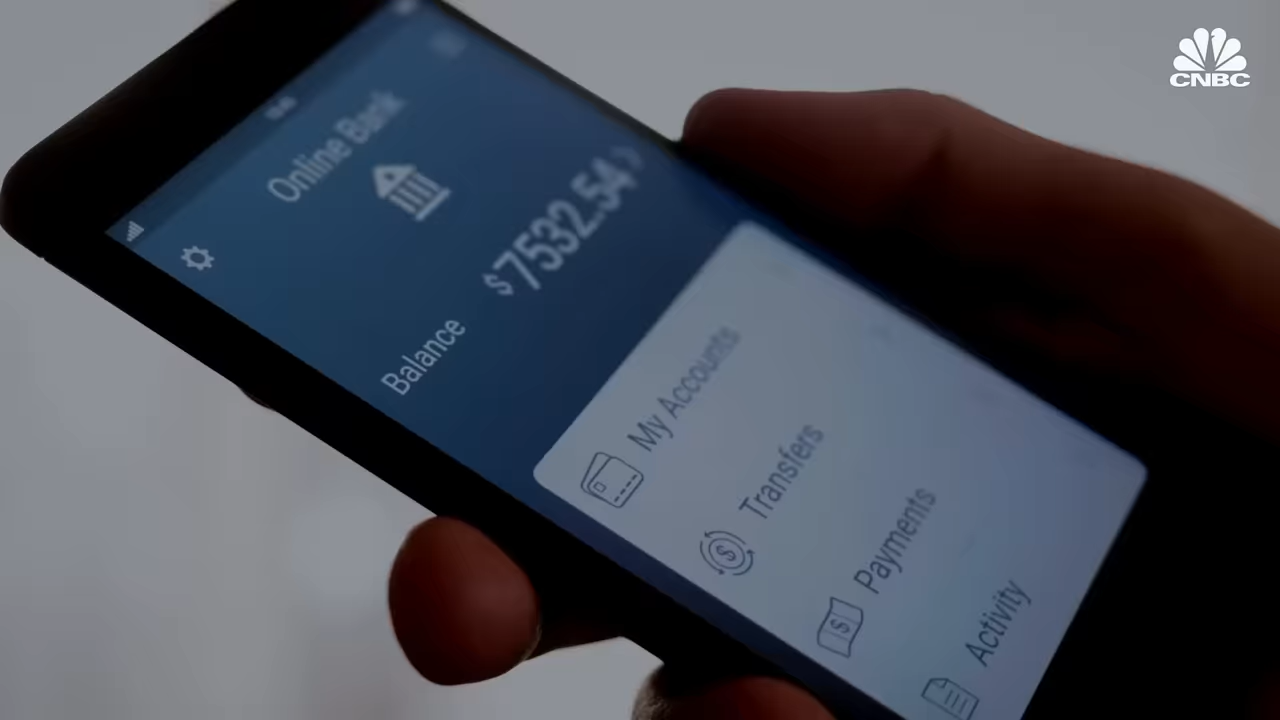 CNBC
Online Bank
Balance
$7532.54
My Accounts
Transfers
Payments
Activity